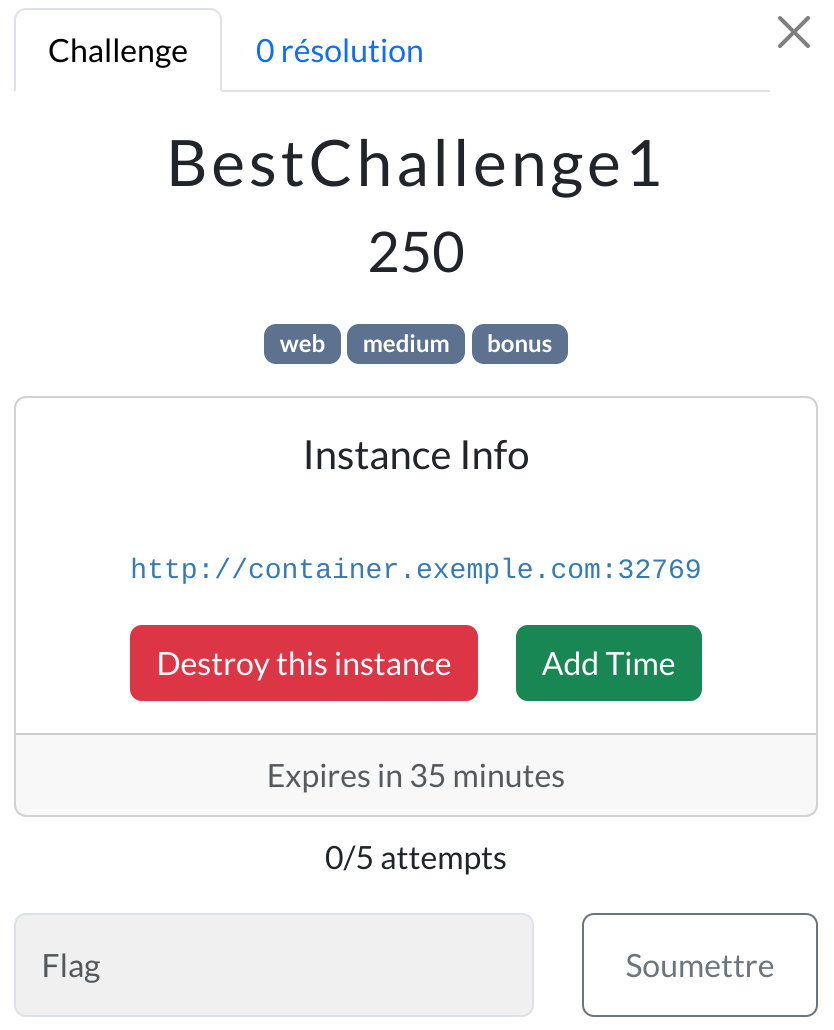 Challenge
0 résolution
BestChallenge1
250
web medium bonus
Instance Info
http://container.exemple.com:32769
Destroy this instance Add Time
Expires in 35 minutes
0/5 attempts
Flag Soumettre